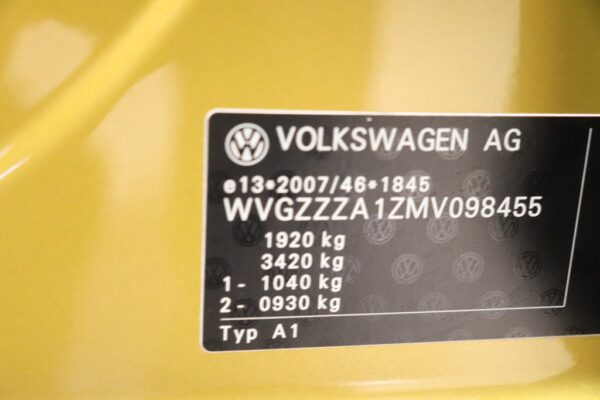 VOLKSWAGEN AG
e13*2007/46*1845
WVGZZZA1ZMV098455
1920 kg
3420 kg
1- 1040 kg
2- 0930 kg
Typ A1